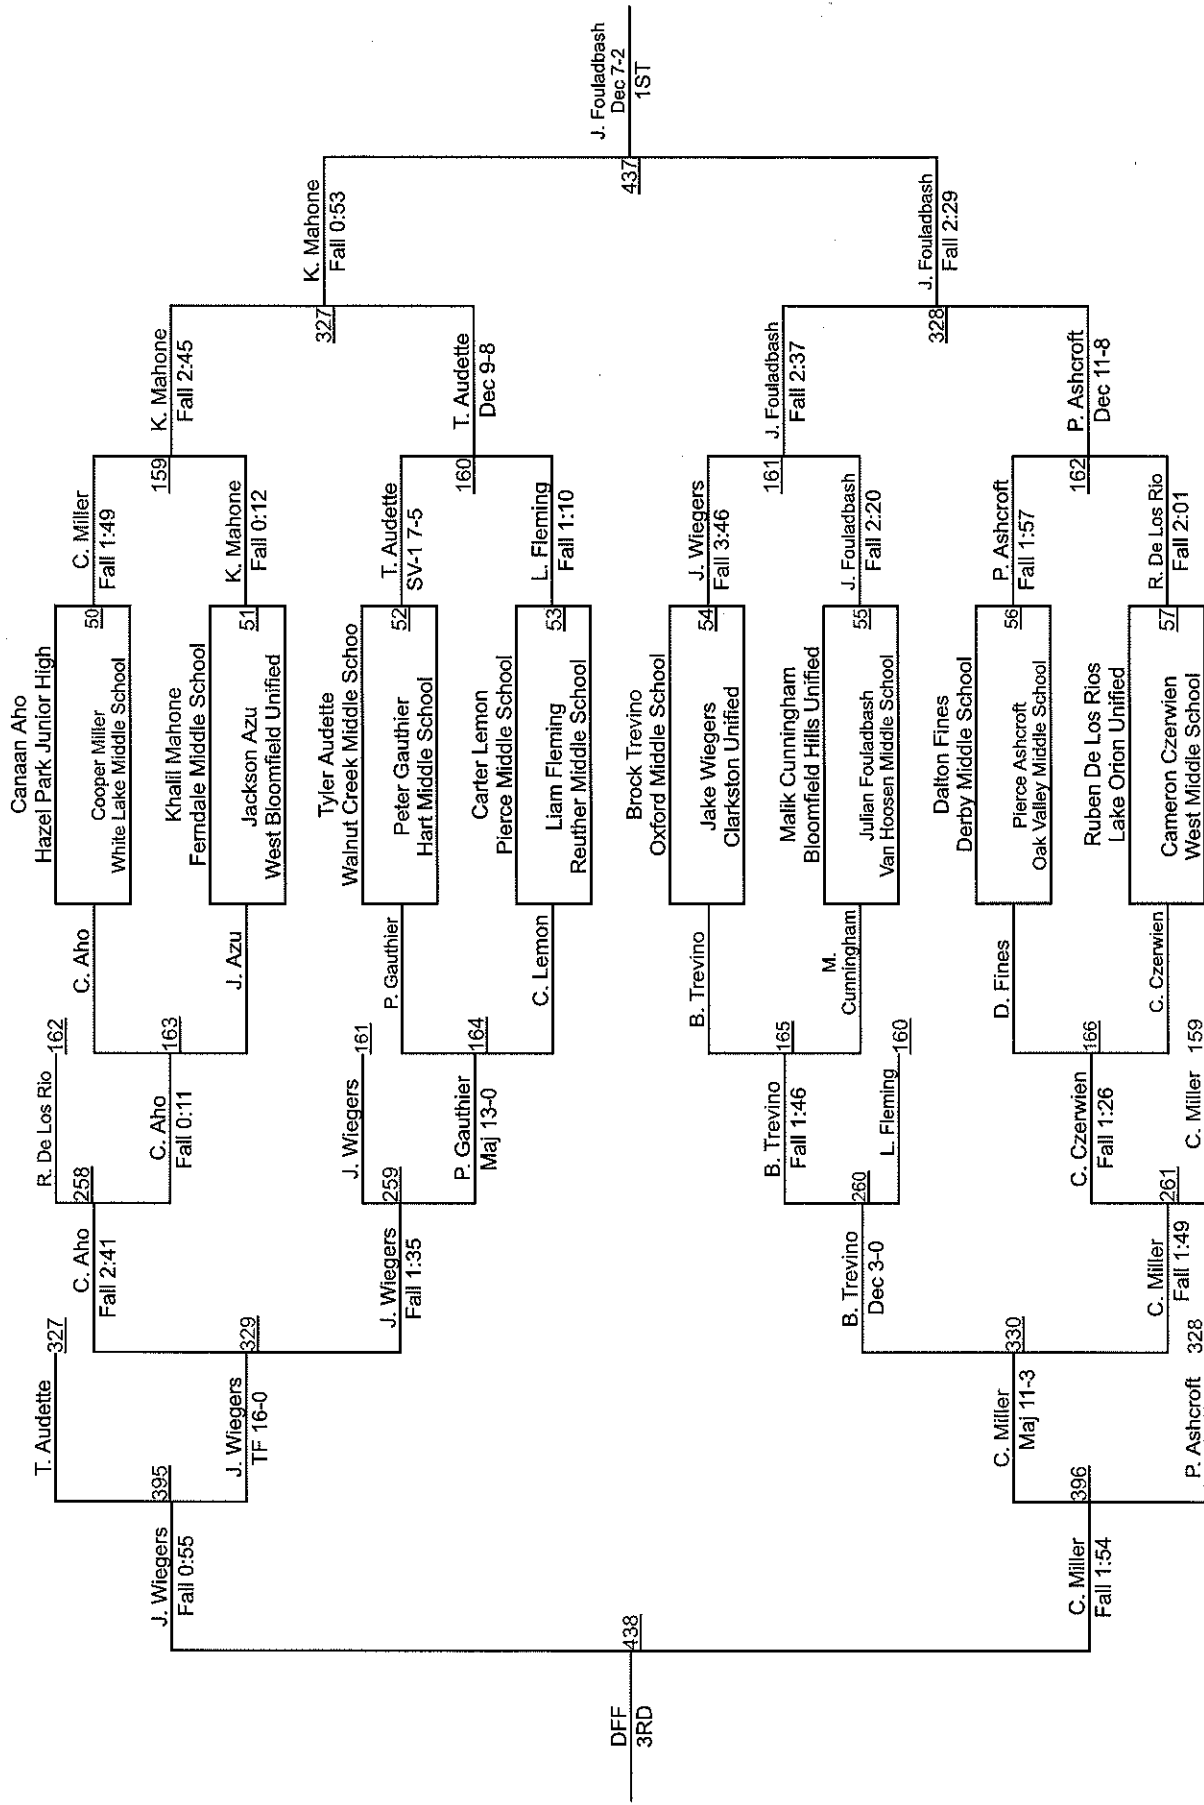 Canaan Aho
Hazel Park Junior High
Cooper Miller
White Lake Middle School
50
Khalil Mahone
Ferndale Middle School
Jackson Azu
West Bloomfield Unified
51
Tyler Audette
Walnut Creek Middle Schoo
Peter Gauthier
Hart Middle School
52
Carter Lemon
Pierce Middle School
Liam Fleming
Reuther Middle School
53
Brock Trevino
Oxford Middle School
Jake Wiegers
Clarkston Unified
54
Malik Cunningham
Bloomfield Hills Unified
Julian Fouladbash
Van Hoosen Middle School
55
Dalton Fines
Derby Middle School
Pierce Ashcroft
Oak Valley Middle School
56
Ruben De Los Rios
Lake Orion Unified
Cameron Czerwien
West Middle School
57
C. Miller
Fall 1:49
K. Mahone
Fall 0:12
T. Audette
SV-1 7-5
L. Fleming
Fall 1:10
J. Wiegers
Fall 3:46
J. Fouladbash
Fall 2:20
P. Ashcroft
Fall 1:57
R. De Los Rio
Fall 2:01
159
K. Mahone
Fall 2:45
160
T. Audette
Dec 9-8
161
J. Fouladbash
Fall 2:37
162
P. Ashcroft
Dec 11-8
327
K. Mahone
Fall 0:53
328
J. Fouladbash
Fall 2:29
437
J. Fouladbash
Dec 7-2
1ST
C. Aho
J. Azu
P. Gauthier
C. Lemon
B. Trevino
M.
Cunningham
D. Fines
C. Czerwien
R. De Los Rio
162
163
C. Aho
Fall 0:11
J. Wiegers
161
164
P. Gauthier
Maj 13-0
165
B. Trevino
Fall 1:46
L. Fleming
160
166
C. Czerwien
Fall 1:26
C. Miller
159
258
C. Aho
Fall 2:41
259
J. Wiegers
Fall 1:35
260
B. Trevino
Dec 3-0
261
C. Miller
Fall 1:49
T. Audette
327
329
J. Wiegers
TF 16-0
330
C. Miller
Maj 11-3
P. Ashcroft
328
395
J. Wiegers
Fall 0:55
396
C. Miller
Fall 1:54
438
DFF
3RD